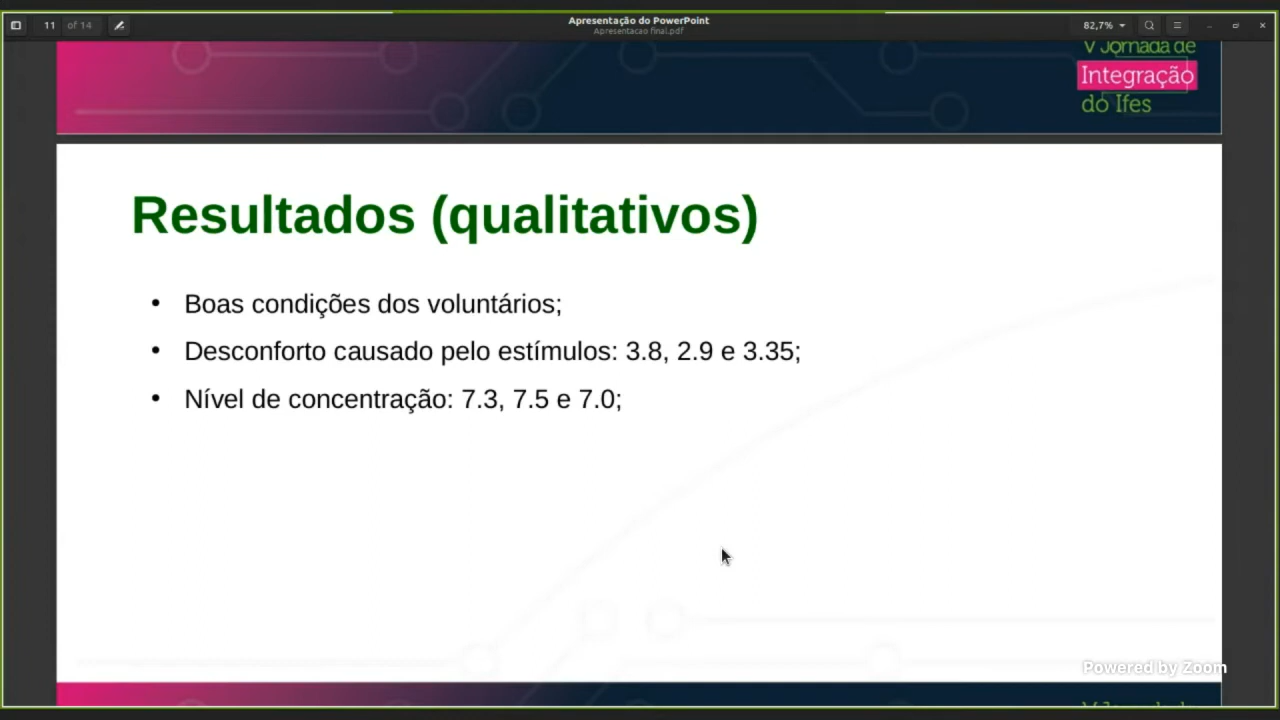 11 of 14
Apresentação do PowerPoint
Apresentacao final.pdf
82,7%
V Jornada de
Integração
do Ifes
Resultados (qualitativos)
• Boas condições dos voluntários;
• Desconforto causado pelo estímulos: 3.8, 2.9 e 3.35;
• Nível de concentração: 7.3, 7.5 e 7.0;
Powered by Zoom